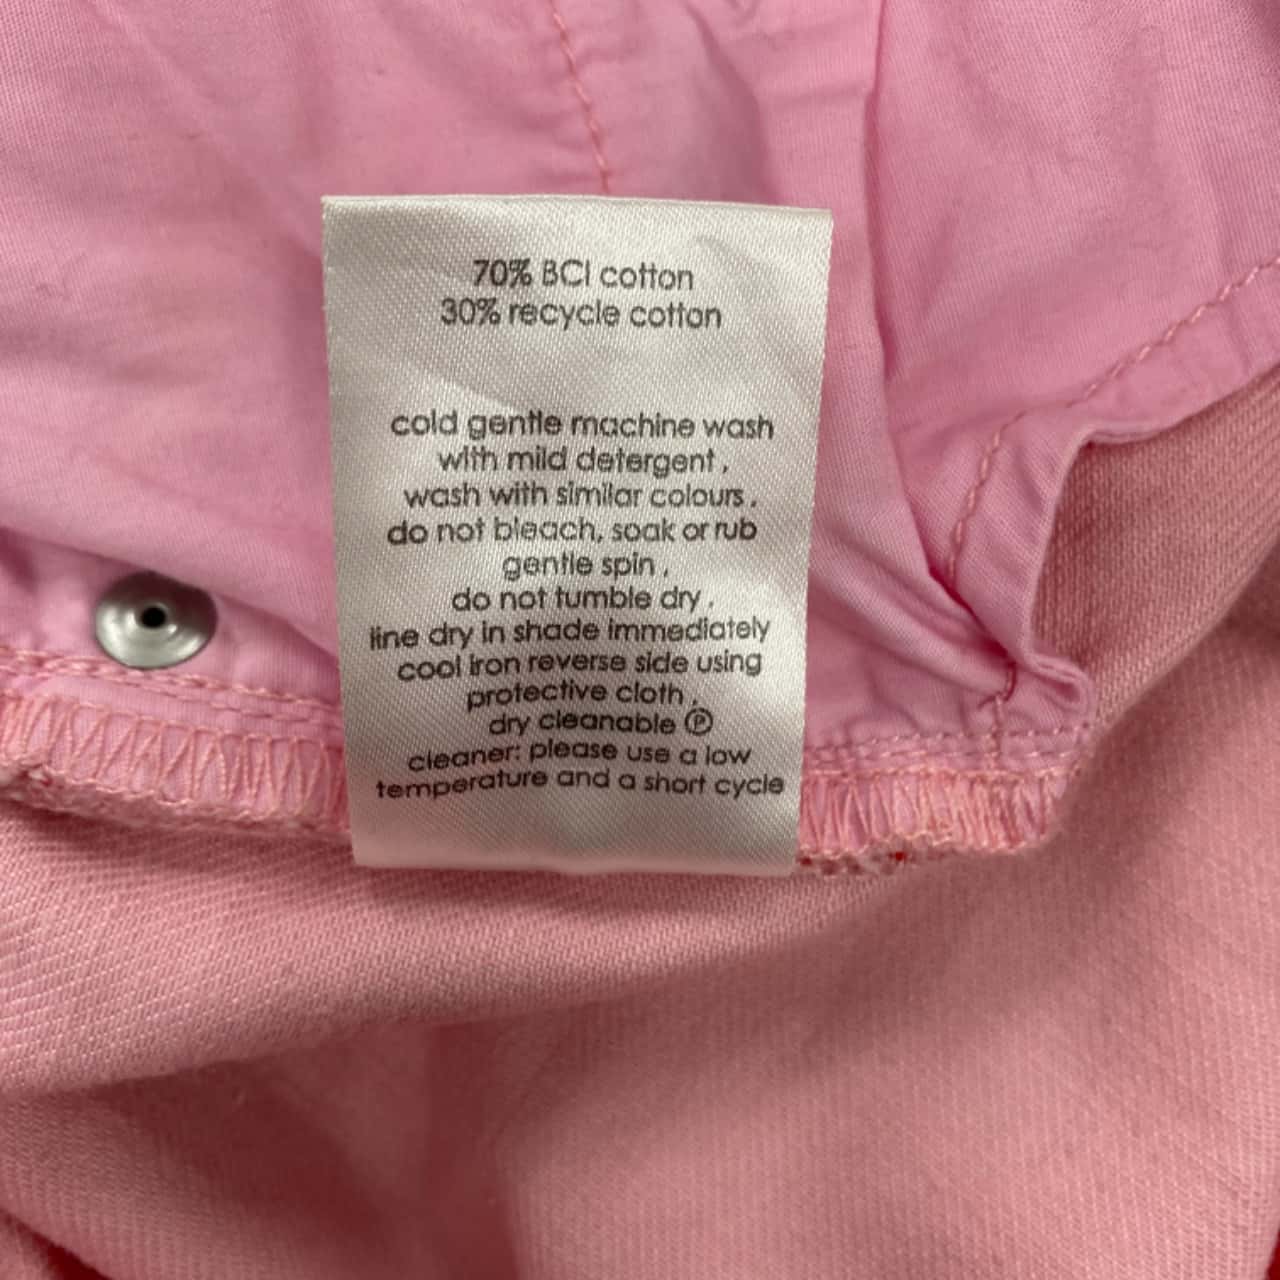 70% BCI cotton
30% recycle cotton
cold gentle machine wash
with mild detergent,
wash with similar colours,
do not bleach, soak or rub
gentle spin,
do not tumble dry,
line dry in shade immediately
cool iron reverse side using
protective cloth,
dry cleanable Ⓟ
cleaner: please use a low
temperature and a short cycle